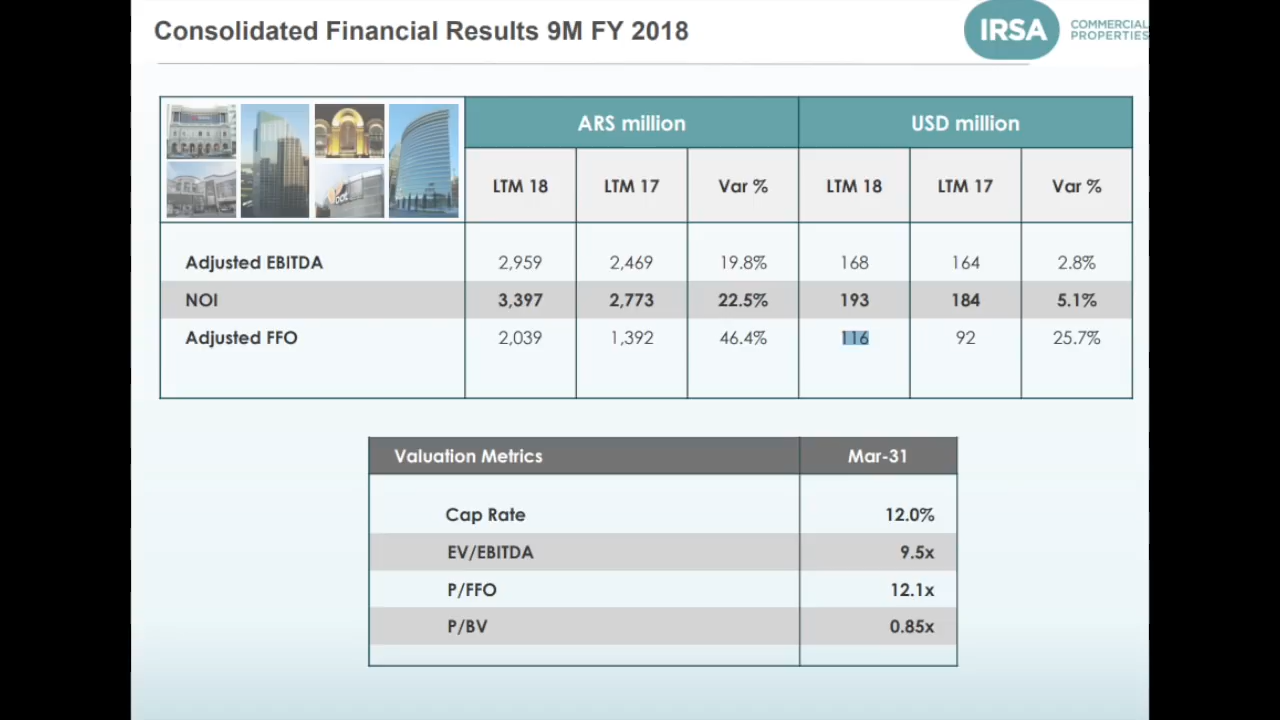 Consolidated Financial Results 9M FY 2018
IRSA
COMMERCIAL
PROPERTIES
ARS million USD million
LTM 18 LTM 17 Var % LTM 18 LTM 17 Var %
Adjusted EBITDA 2,959 2,469 19.8% 168 164 2.8%
NOI 3,397 2,773 22.5% 193 184 5.1%
Adjusted FFO 2,039 1,392 46.4% 116 92 25.7%
Valuation Metrics Mar-31
Cap Rate 12.0%
EV/EBITDA 9.5x
P/FFO 12.1x
P/BV 0.85x